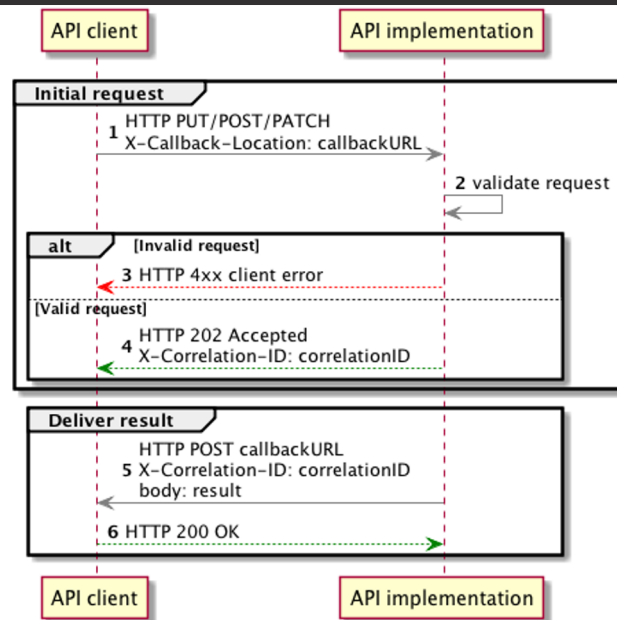 API client
API implementation
Initial request
HTTP PUT/POST/PATCH
1
X-Callback-Location: callbackURL
2 validate request
alt [Invalid request]
3 HTTP 4xx client error
[Valid request]
HTTP 202 Accepted
4
X-Correlation-ID: correlationID
Deliver result
HTTP POST callbackURL
5 X-Correlation-ID: correlationID
body: result
6 HTTP 200 OK
API client
API implementation